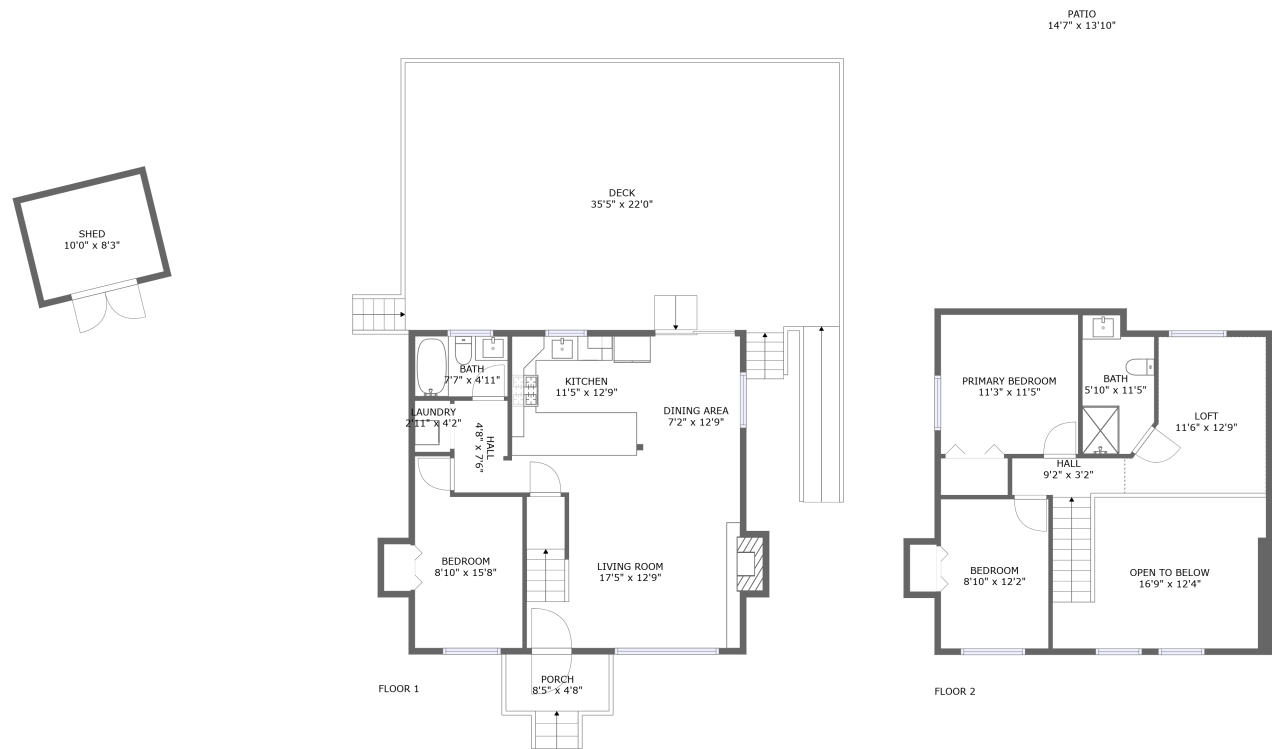 PATIO
14'7" x 13'10"
DECK
35'5" x 22'0"
SHED
10'0" x 8'3"
BATH
7'7" x 4'11"
KITCHEN
11'5" x 12'9"
DINING AREA
7'2" x 12'9"
LAUNDRY
2'11" x 4'2"
HALL
4'8" x 7'6"
BEDROOM
8'10" x 15'8"
LIVING ROOM
17'5" x 12'9"
PORCH
8'5" x 4'8"
FLOOR 1
PRIMARY BEDROOM
11'3" x 11'5"
BATH
5'10" x 11'5"
LOFT
11'6" x 12'9"
HALL
9'2" x 3'2"
BEDROOM
8'10" x 12'2"
OPEN TO BELOW
16'9" x 12'4"
FLOOR 2